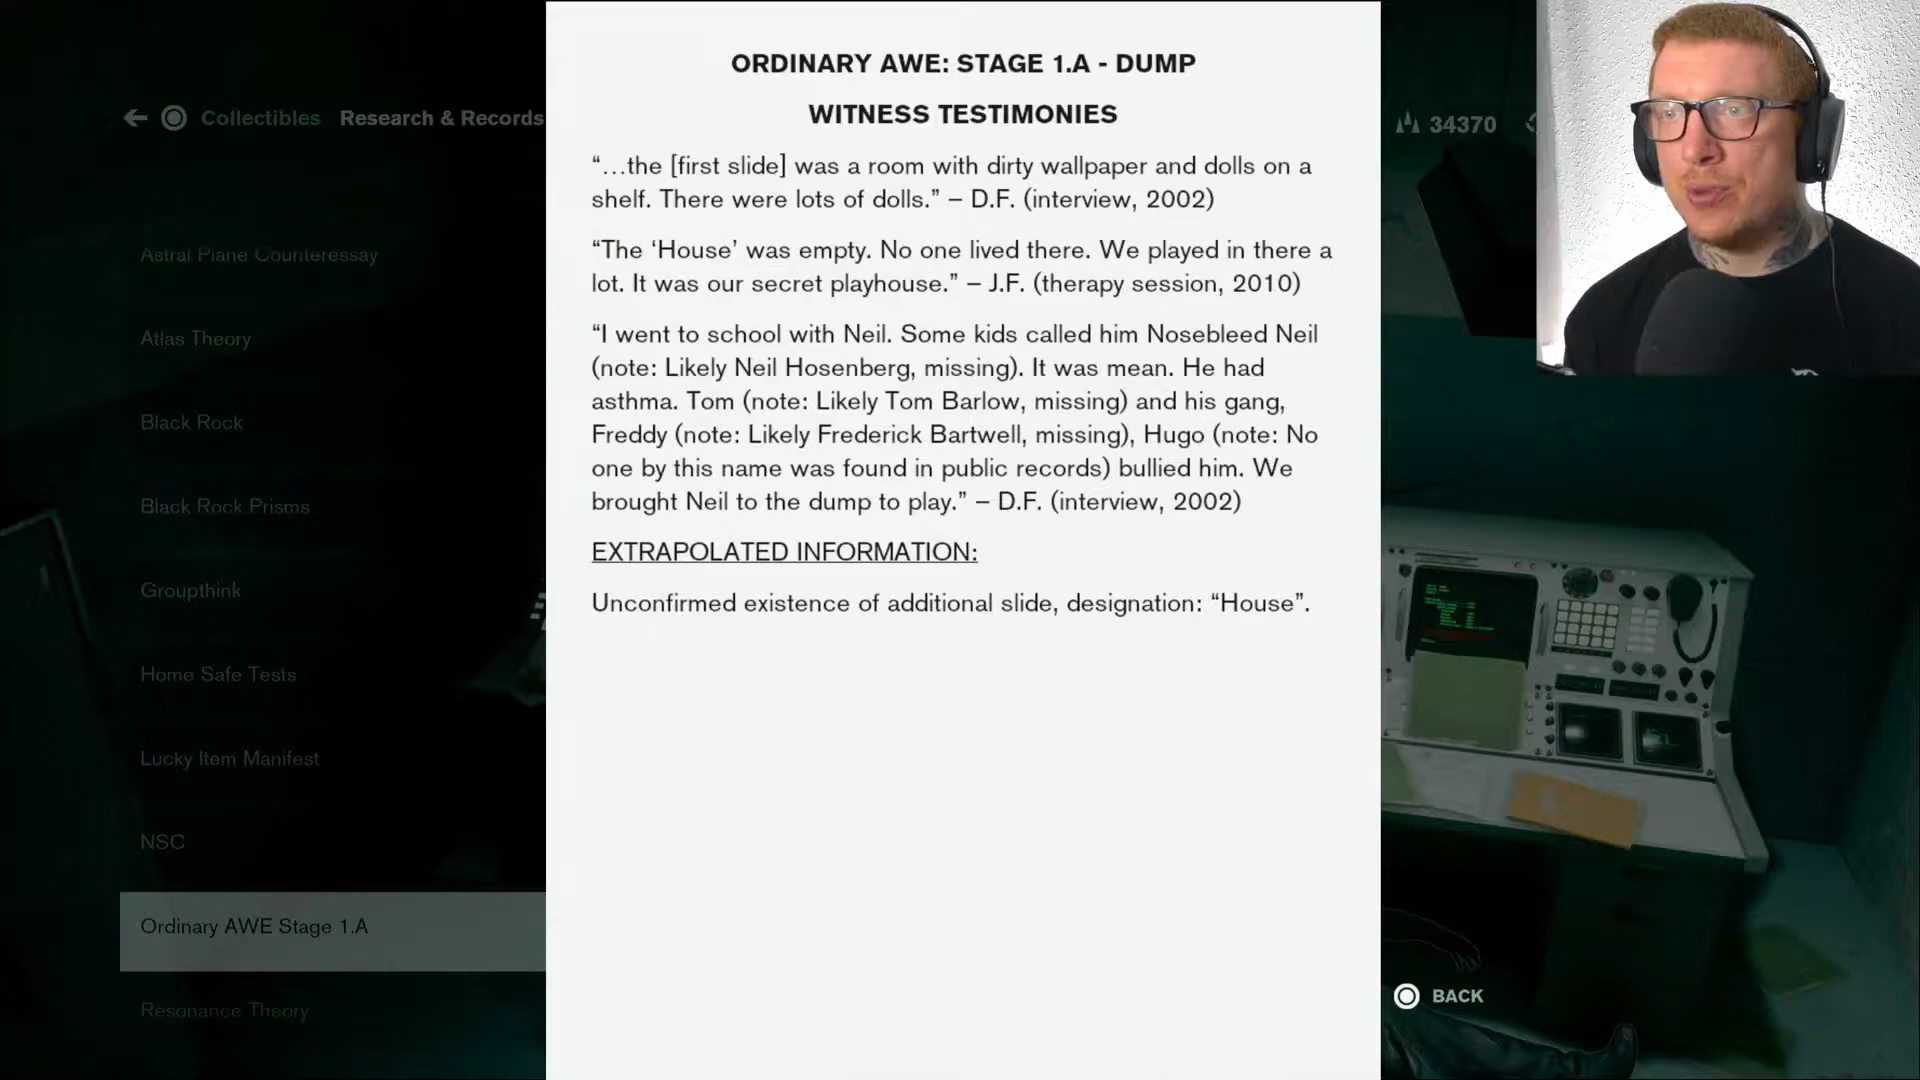 ORDINARY AWE: STAGE 1.A - DUMP
WITNESS TESTIMONIES
“…the [first slide] was a room with dirty wallpaper and dolls on a
shelf. There were lots of dolls.” – D.F. (interview, 2002)
“The ‘House’ was empty. No one lived there. We played in there a
lot. It was our secret playhouse.” – J.F. (therapy session, 2010)
“I went to school with Neil. Some kids called him Nosebleed Neil
(note: Likely Neil Hosenberg, missing). It was mean. He had
asthma. Tom (note: Likely Tom Barlow, missing) and his gang,
Freddy (note: Likely Frederick Bartwell, missing), Hugo (note: No
one by this name was found in public records) bullied him. We
brought Neil to the dump to play.” – D.F. (interview, 2002)
EXTRAPOLATED INFORMATION:
Unconfirmed existence of additional slide, designation: “House”.
Collectibles Research & Records
34370
Astral Plane Counteressay
Atlas Theory
Black Rock
Black Rock Prisms
Groupthink
Home Safe Tests
Lucky Item Manifest
NSC
Ordinary AWE Stage 1.A
Resonance Theory
BACK